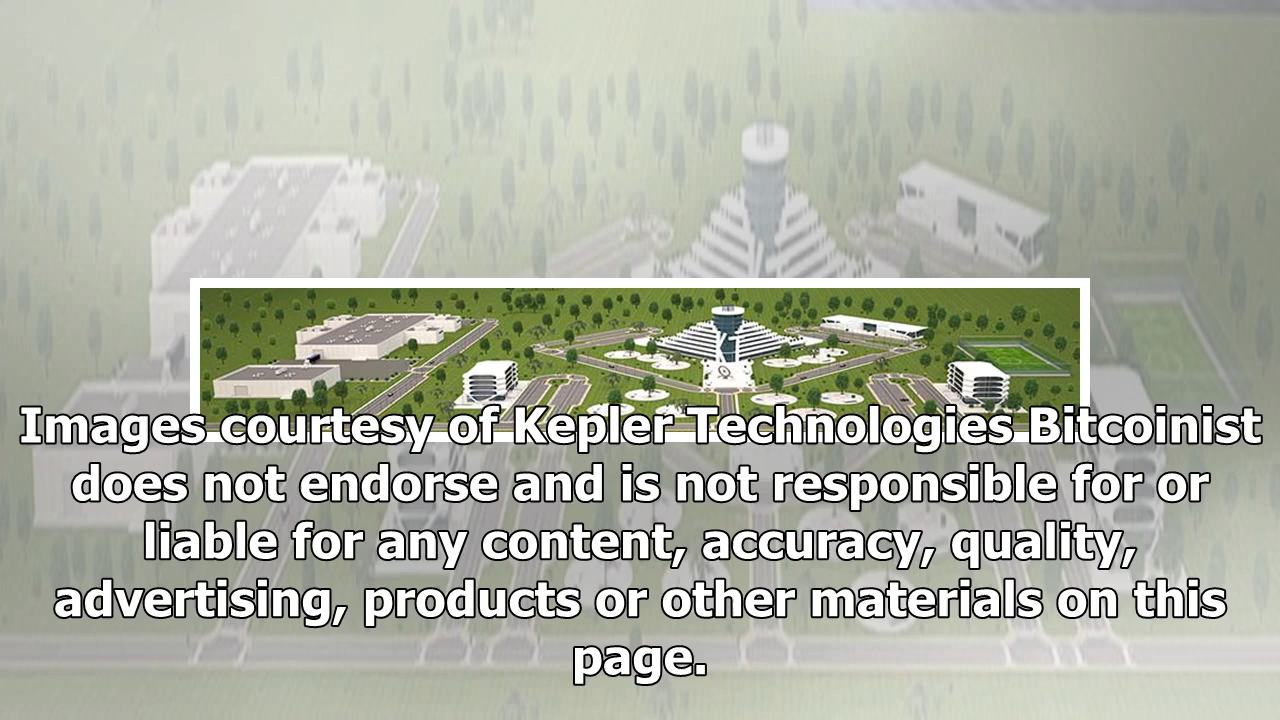 Images courtesy of Kepler Technologies Bitcoinist
does not endorse and is not responsible for or
liable for any content, accuracy, quality,
advertising, products or other materials on this
page.